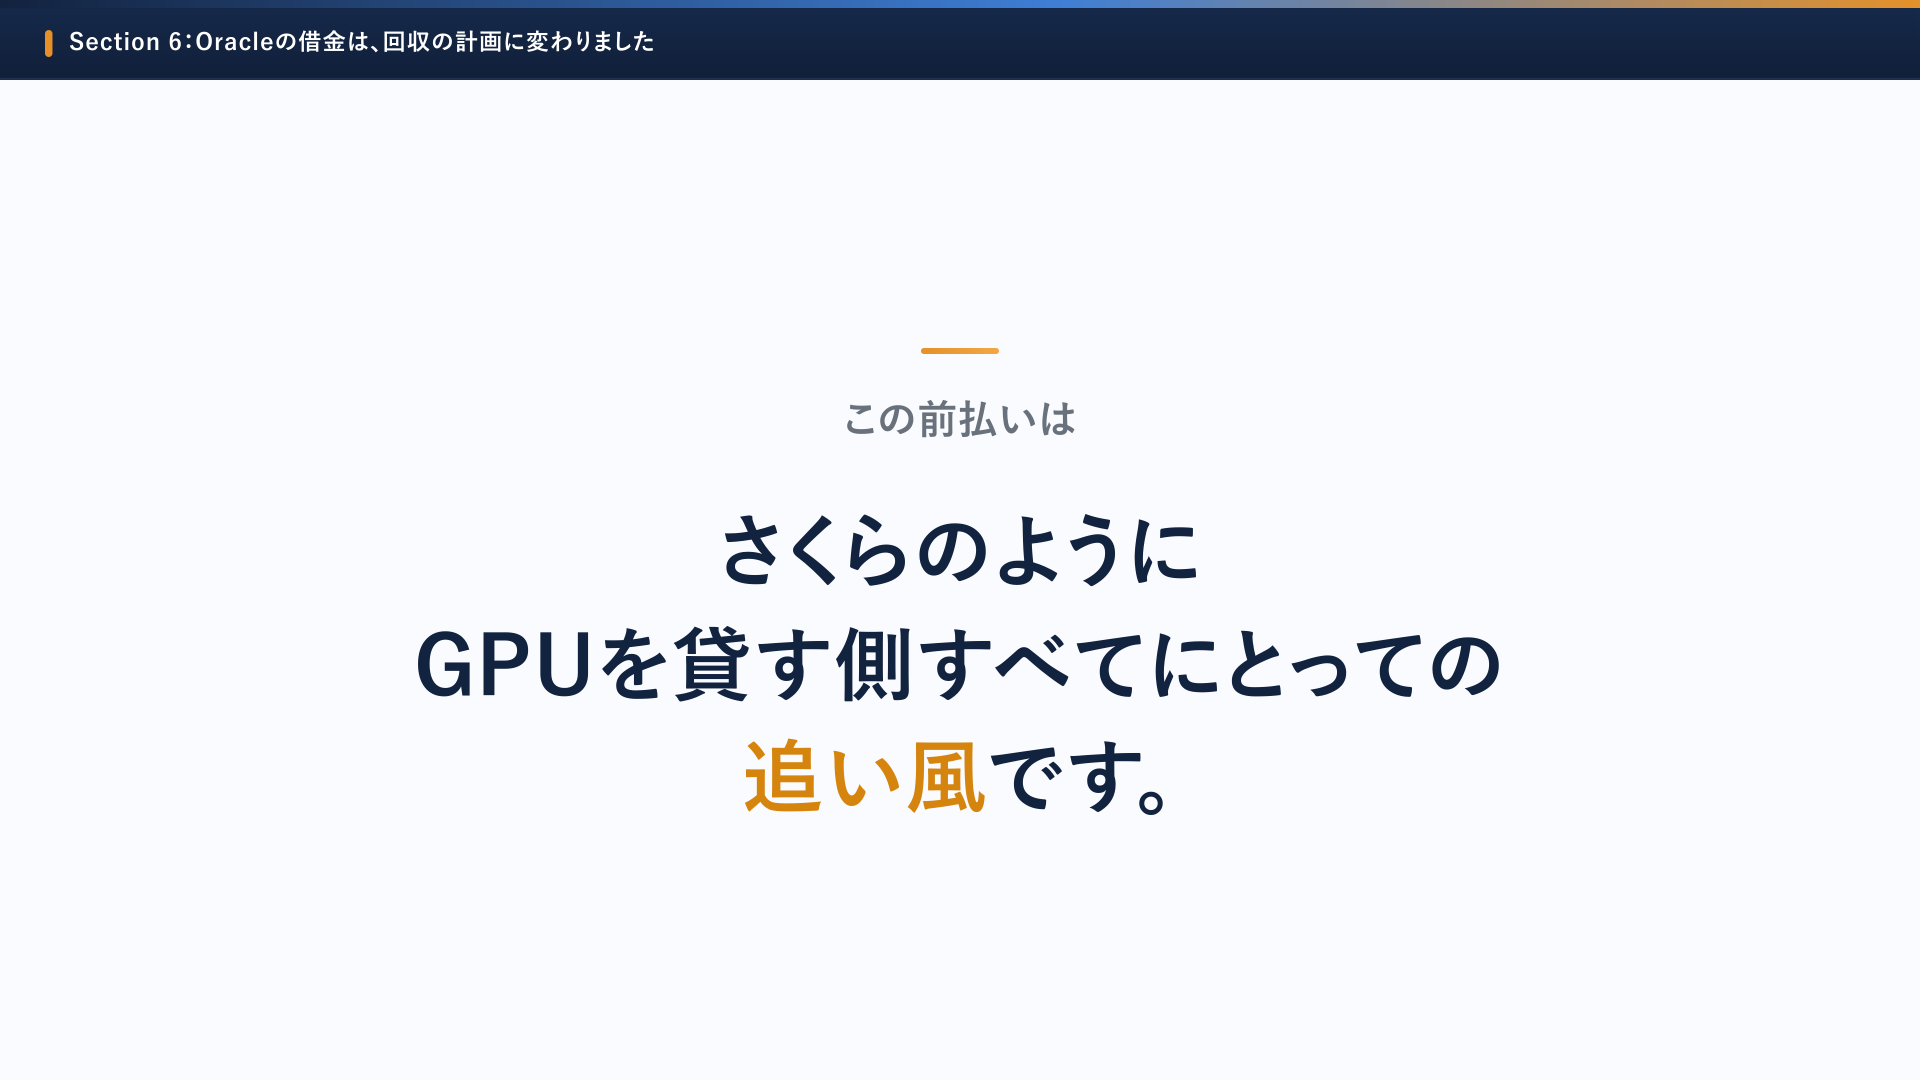 Section 6：Oracleの借金は、回収の計画に変わりました
この前払いは
さくらのように
GPUを貸す側すべてにとっての
追い風です。